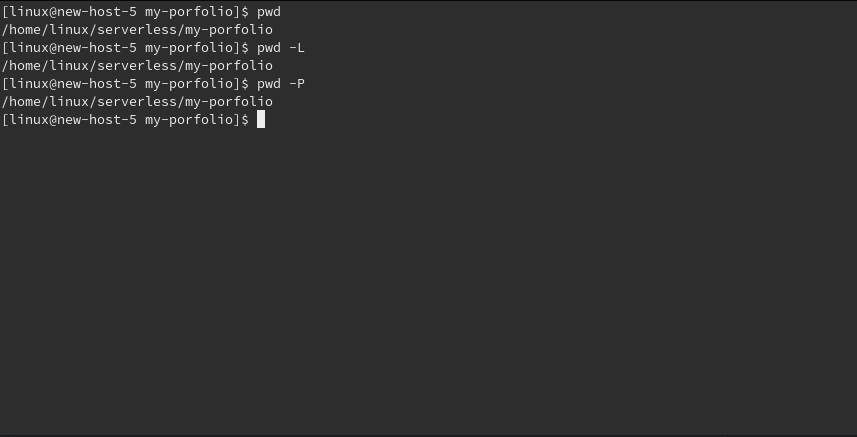 [linux@new-host-5 my-porfolio]$ pwd
/home/linux/serverless/my-porfolio
[linux@new-host-5 my-porfolio]$ pwd -L
/home/linux/serverless/my-porfolio
[linux@new-host-5 my-porfolio]$ pwd -P
/home/linux/serverless/my-porfolio
[linux@new-host-5 my-porfolio]$